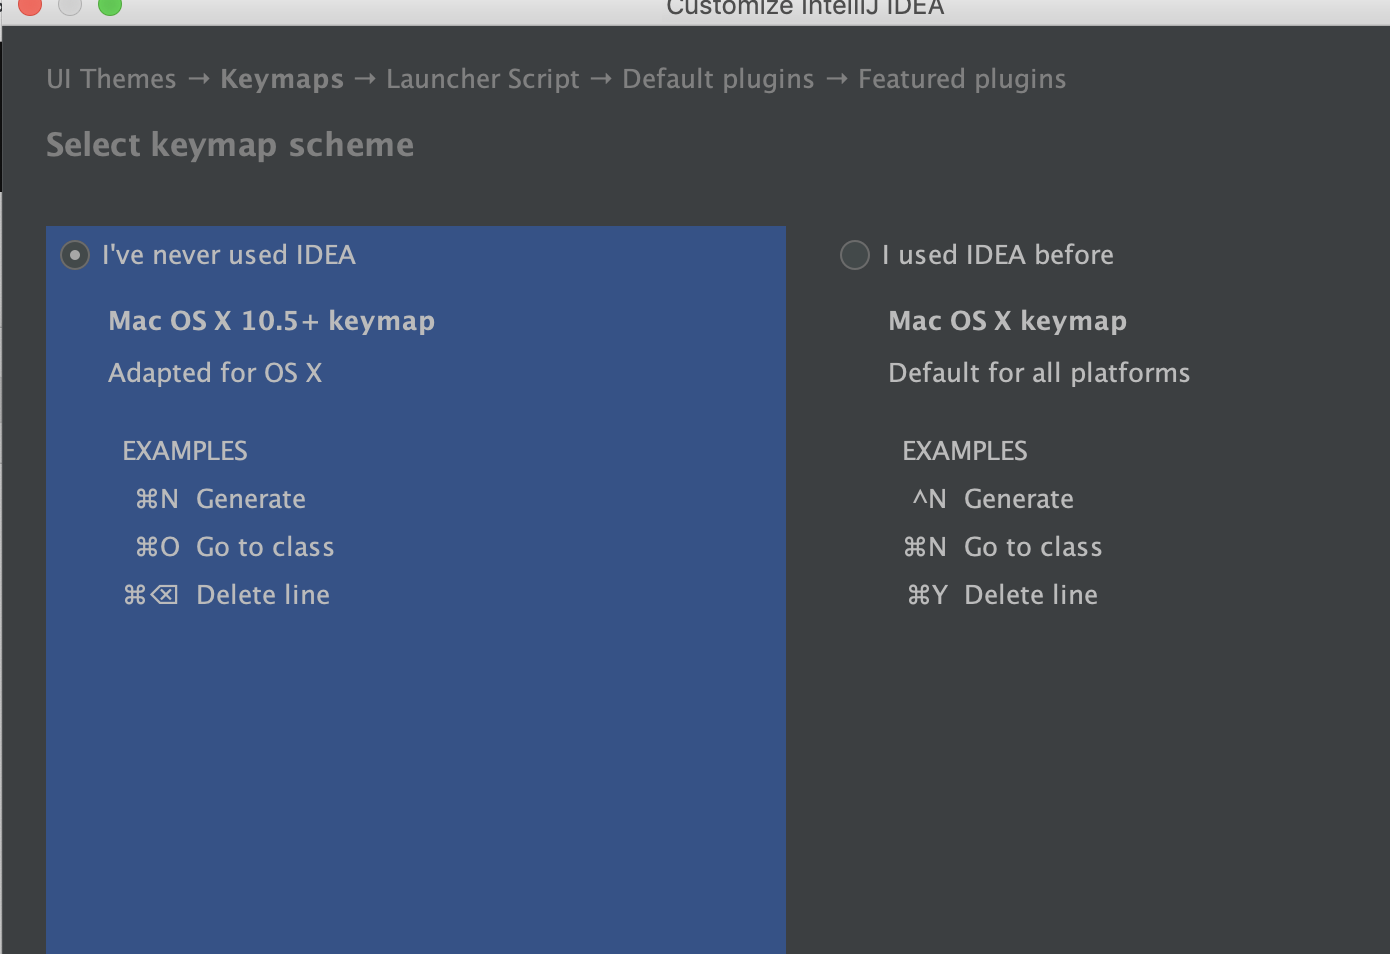 Customize IntelliJ IDEA
UI Themes → Keymaps → Launcher Script → Default plugins → Featured plugins
Select keymap scheme
I've never used IDEA
Mac OS X 10.5+ keymap
Adapted for OS X
EXAMPLES
⌘N Generate
⌘O Go to class
⌘⌫ Delete line
I used IDEA before
Mac OS X keymap
Default for all platforms
EXAMPLES
^N Generate
⌘N Go to class
⌘Y Delete line